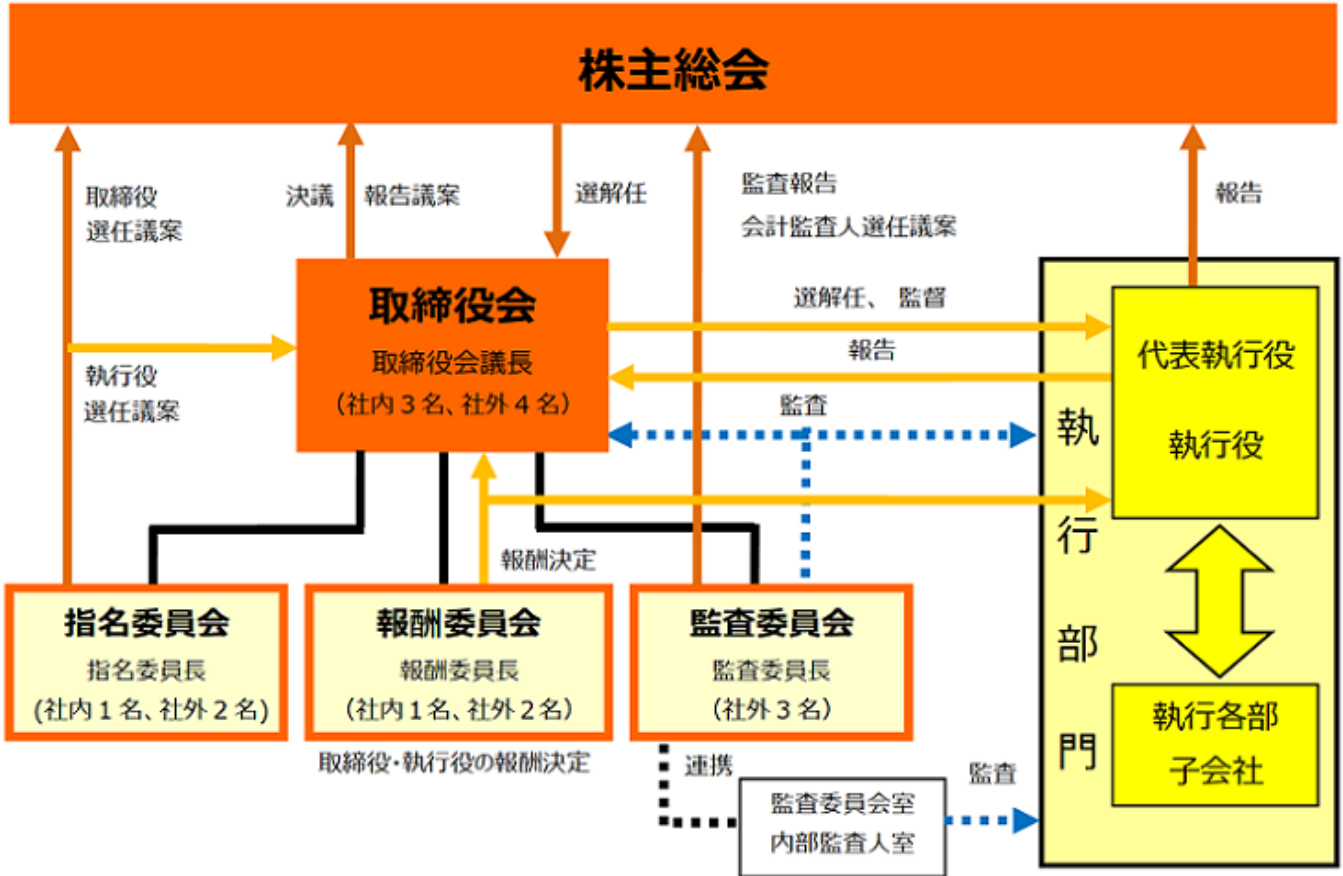 株主総会
取締役
選任議案
決議
報告議案
選解任
監査報告
会計監査人選任議案
報告
取締役会
取締役会議長
（社内３名、社外４名）
執行役
選任議案
選解任、 監督
報告
監査
代表執行役
執行役
執行部門
報酬決定
指名委員会
指名委員長
(社内１名、社外２名)
報酬委員会
報酬委員長
（社内１名、社外２名）
監査委員会
監査委員長
（社外３名）
取締役・執行役の報酬決定
連携
監査委員会室
内部監査人室
監査
執行各部
子会社